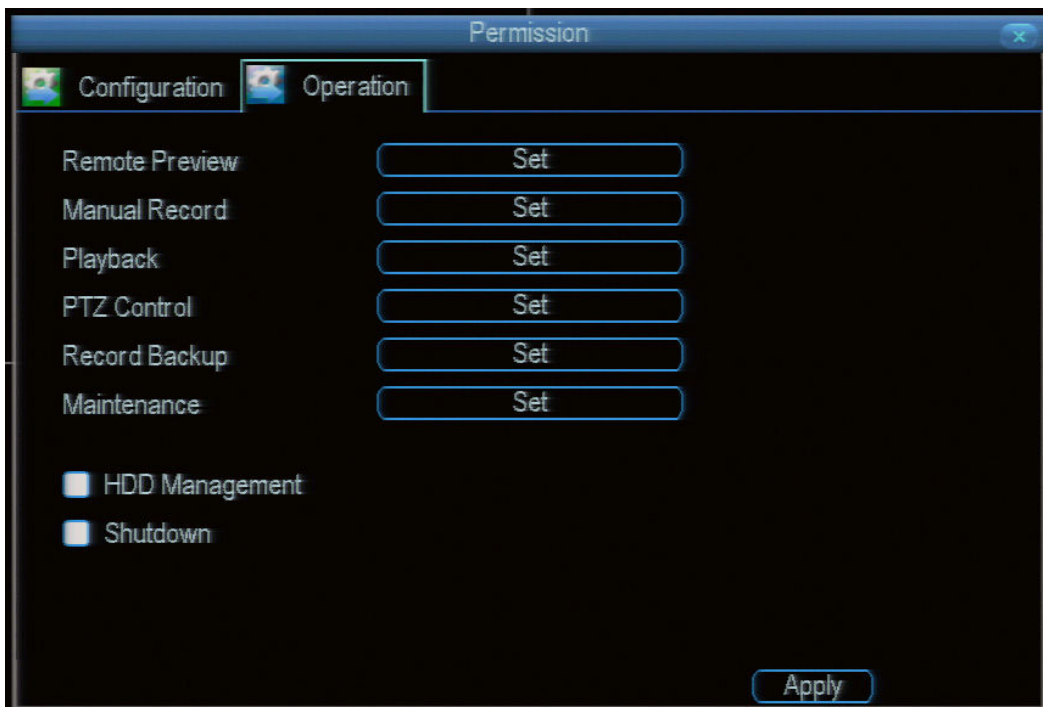 Permission
Configuration Operation
Remote Preview Set
Manual Record Set
Playback Set
PTZ Control Set
Record Backup Set
Maintenance Set
HDD Management
Shutdown
Apply